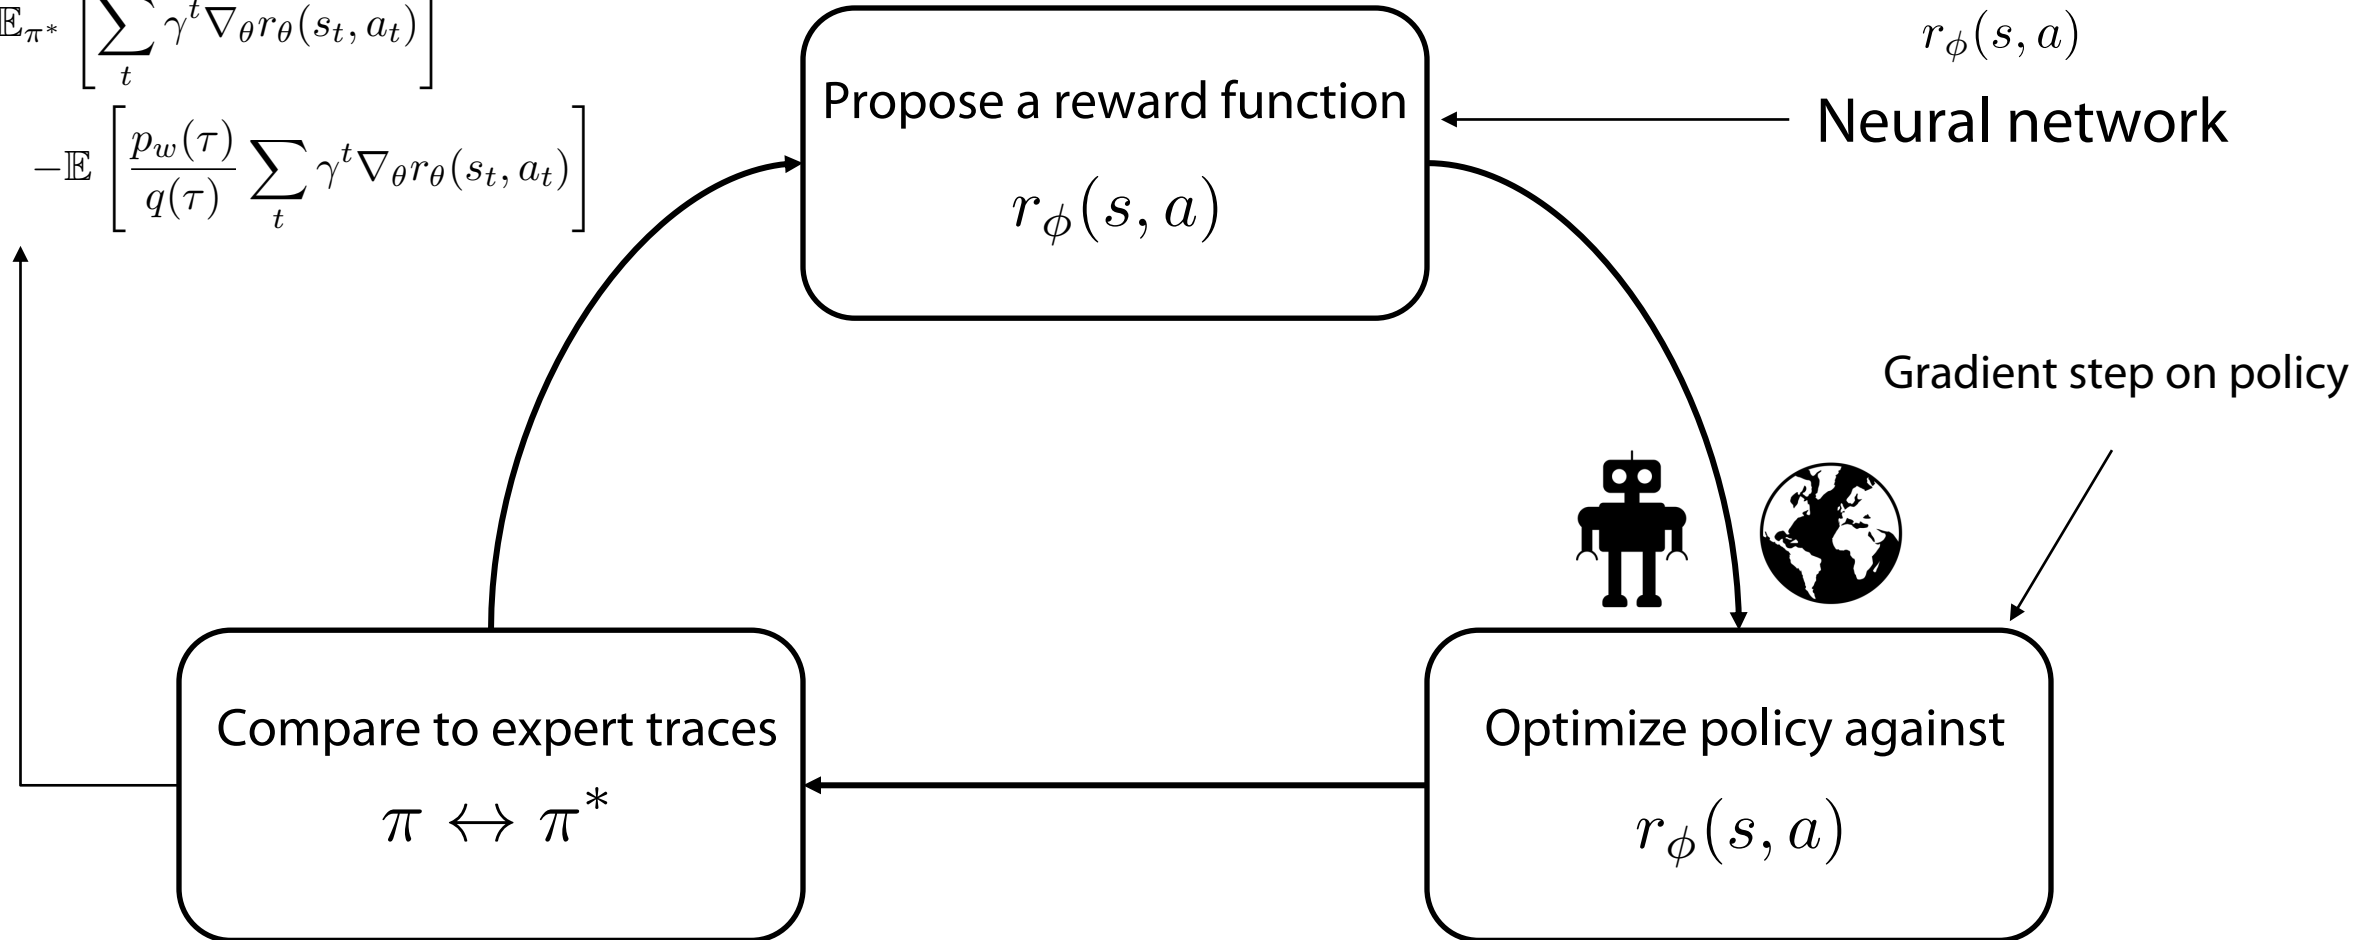 𝔼_{π*} [ ∑_t γ^t ∇_θ r_θ(s_t, a_t) ]
−𝔼 [ p_w(τ)/q(τ) ∑_t γ^t ∇_θ r_θ(s_t, a_t) ]
Propose a reward function
r_ϕ(s, a)
r_ϕ(s, a)
Neural network
Gradient step on policy
Compare to expert traces
π ↔ π*
Optimize policy against
r_ϕ(s, a)